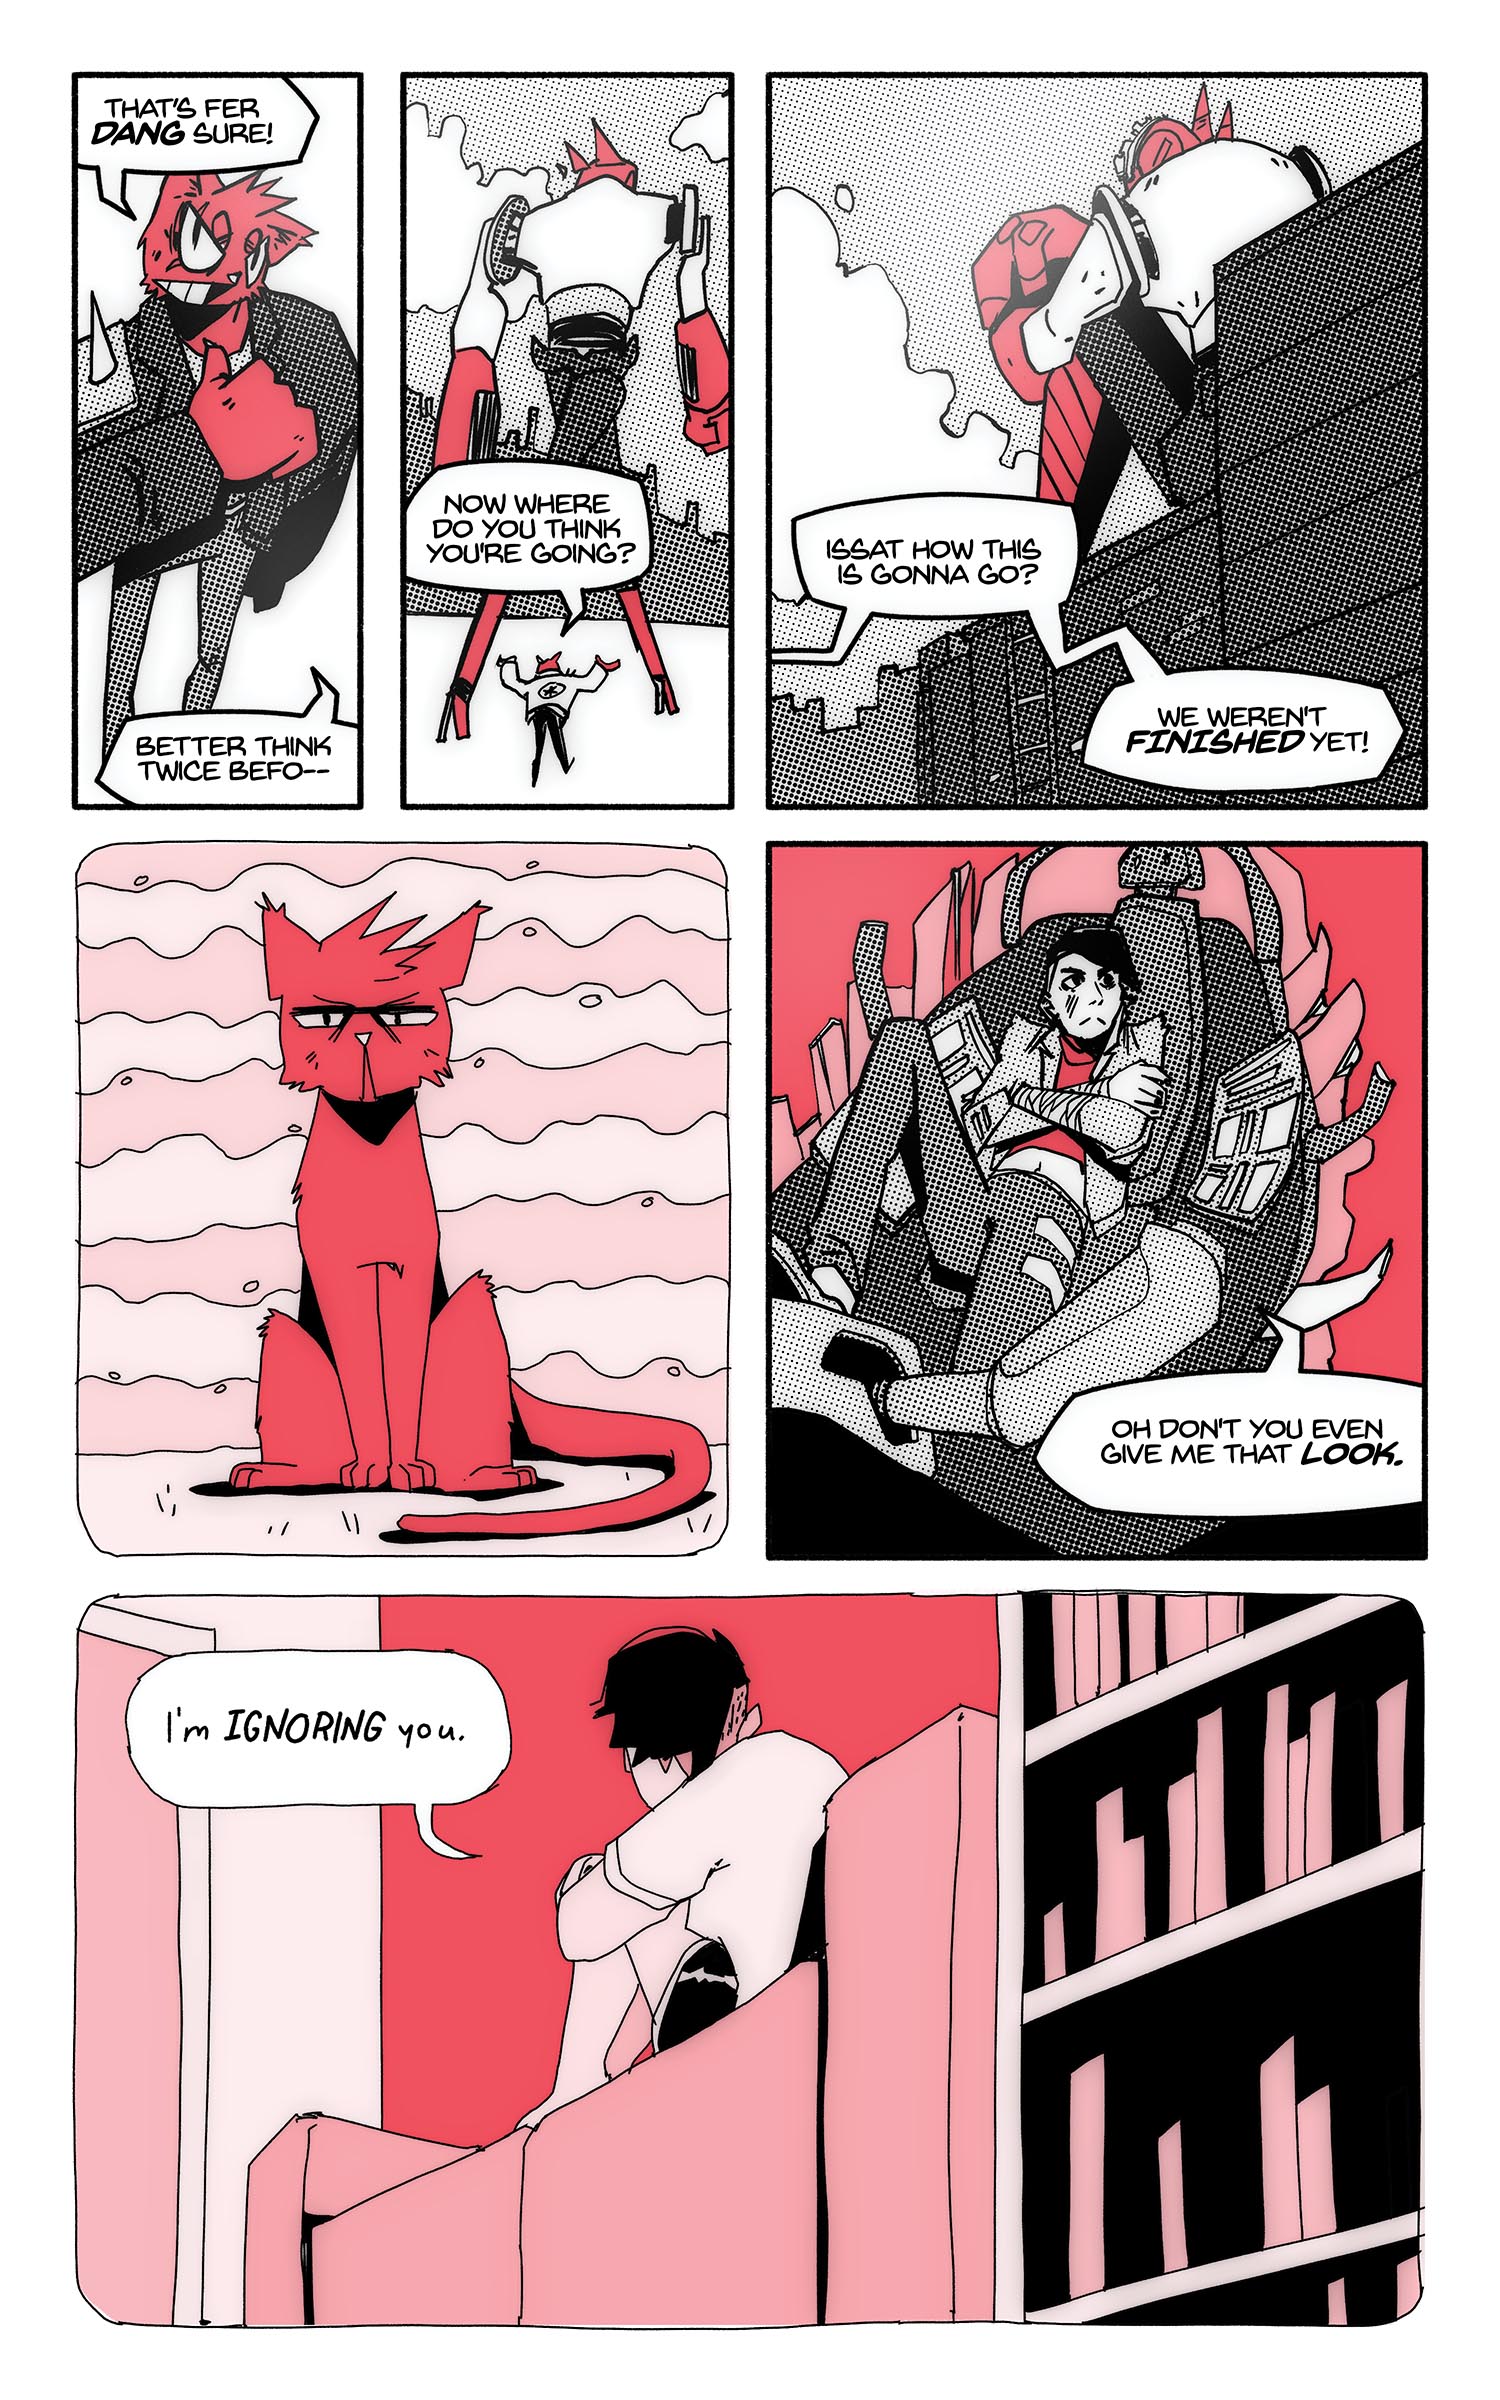 THAT'S FER
DANG SURE!
BETTER THINK
TWICE BEFO--
NOW WHERE
DO YOU THINK
YOU'RE GOING?
ISSAT HOW THIS
IS GONNA GO?
WE WEREN'T
FINISHED YET!
OH DON'T YOU EVEN
GIVE ME THAT LOOK.
I'm IGNORING you.